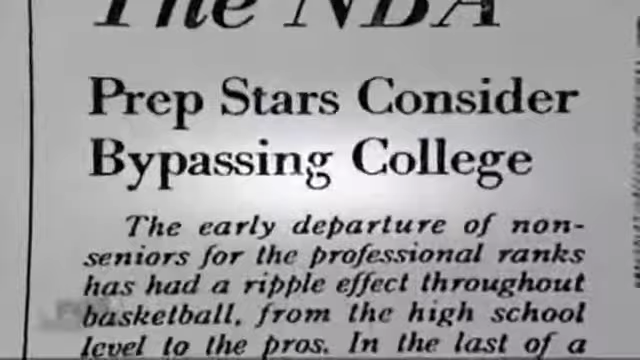 The NBA
Prep Stars Consider
Bypassing College
The early departure of non-
seniors for the professional ranks
has had a ripple effect throughout
basketball, from the high school
level to the pros. In the last of a